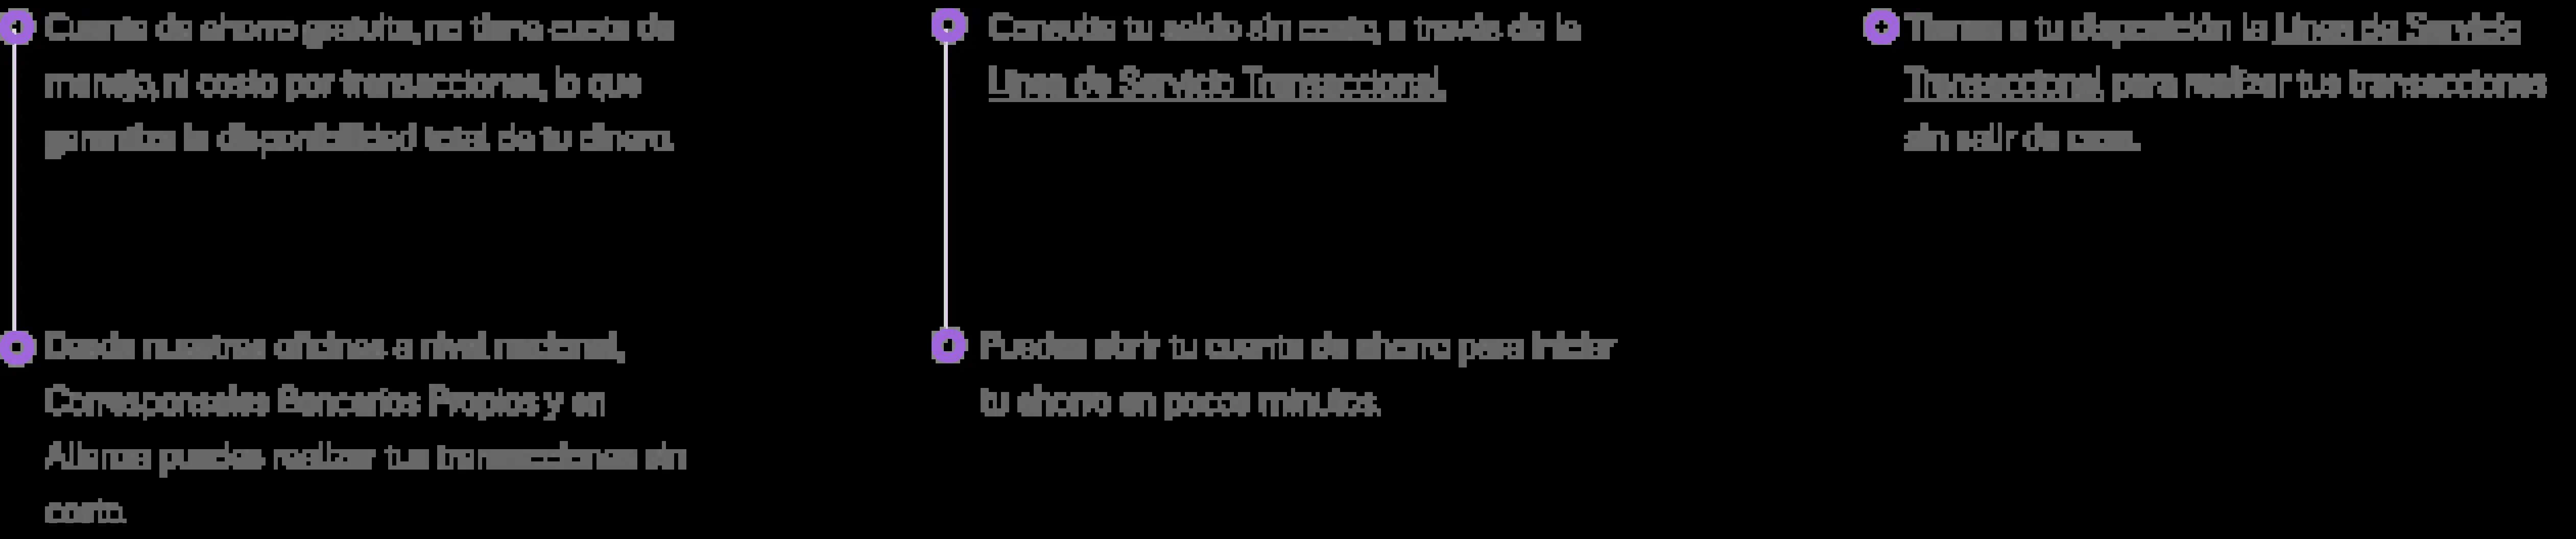 Cuenta de ahorro gratuita, no tiene cuota de
manejo, ni costo por transacciones, lo que
garantiza la disponibilidad total de tu dinero.
Desde nuestras oficinas a nivel nacional,
Corresponsales Bancarios Propios y en
Alianza puedes realizar tus transacciones sin
costo.
Consulta tu saldo sin costo, a través de la
Línea de Servicio Transaccional.
Puedes abrir tu cuenta de ahorro para iniciar
tu ahorro en pocos minutos.
Tienes a tu disposición la Línea de Servicio
Transaccional, para realizar tus transacciones
sin salir de casa.